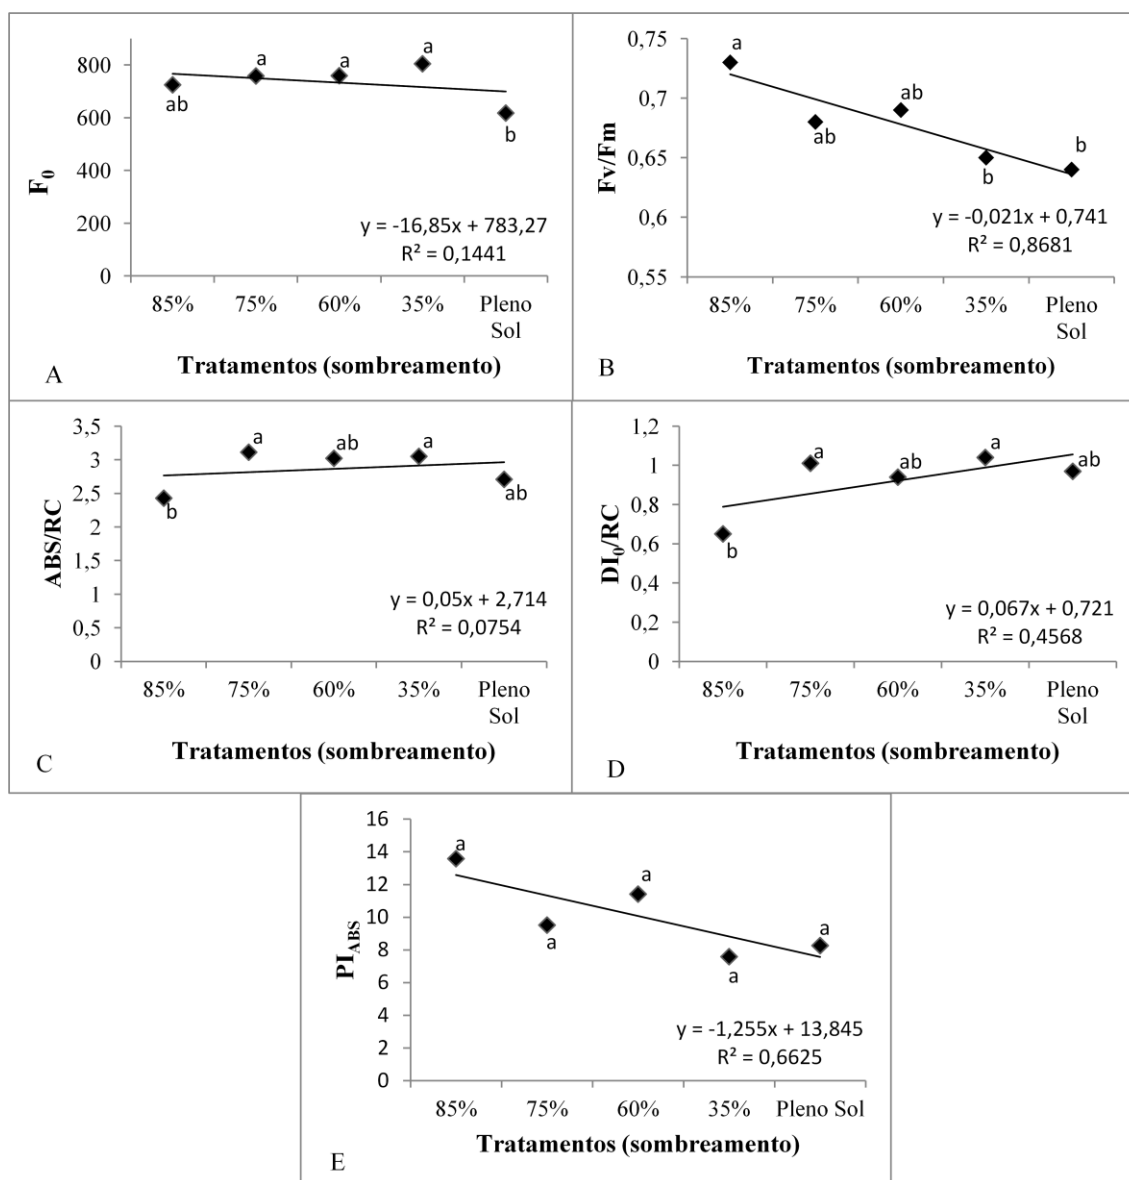 F₀
800
600
400
200
0
a
a
a
ab
b
y = -16,85x + 783,27
R² = 0,1441
85% 75% 60% 35% Pleno Sol
Tratamentos (sombreamento)
A
Fv/Fm
0,75
0,7
0,65
0,6
0,55
a
ab
ab
b
b
y = -0,021x + 0,741
R² = 0,8681
85% 75% 60% 35% Pleno Sol
Tratamentos (sombreamento)
B
ABS/RC
3,5
3
2,5
2
1,5
1
0,5
0
b
a
ab
a
ab
y = 0,05x + 2,714
R² = 0,0754
85% 75% 60% 35% Pleno Sol
Tratamentos (sombreamento)
C
DI₀/RC
1,2
1
0,8
0,6
0,4
0,2
0
b
a
ab
a
ab
y = 0,067x + 0,721
R² = 0,4568
85% 75% 60% 35% Pleno Sol
Tratamentos (sombreamento)
D
PI_ABS
16
14
12
10
8
6
4
2
0
a
a
a
a
a
y = -1,255x + 13,845
R² = 0,6625
85% 75% 60% 35% Pleno Sol
Tratamentos (sombreamento)
E